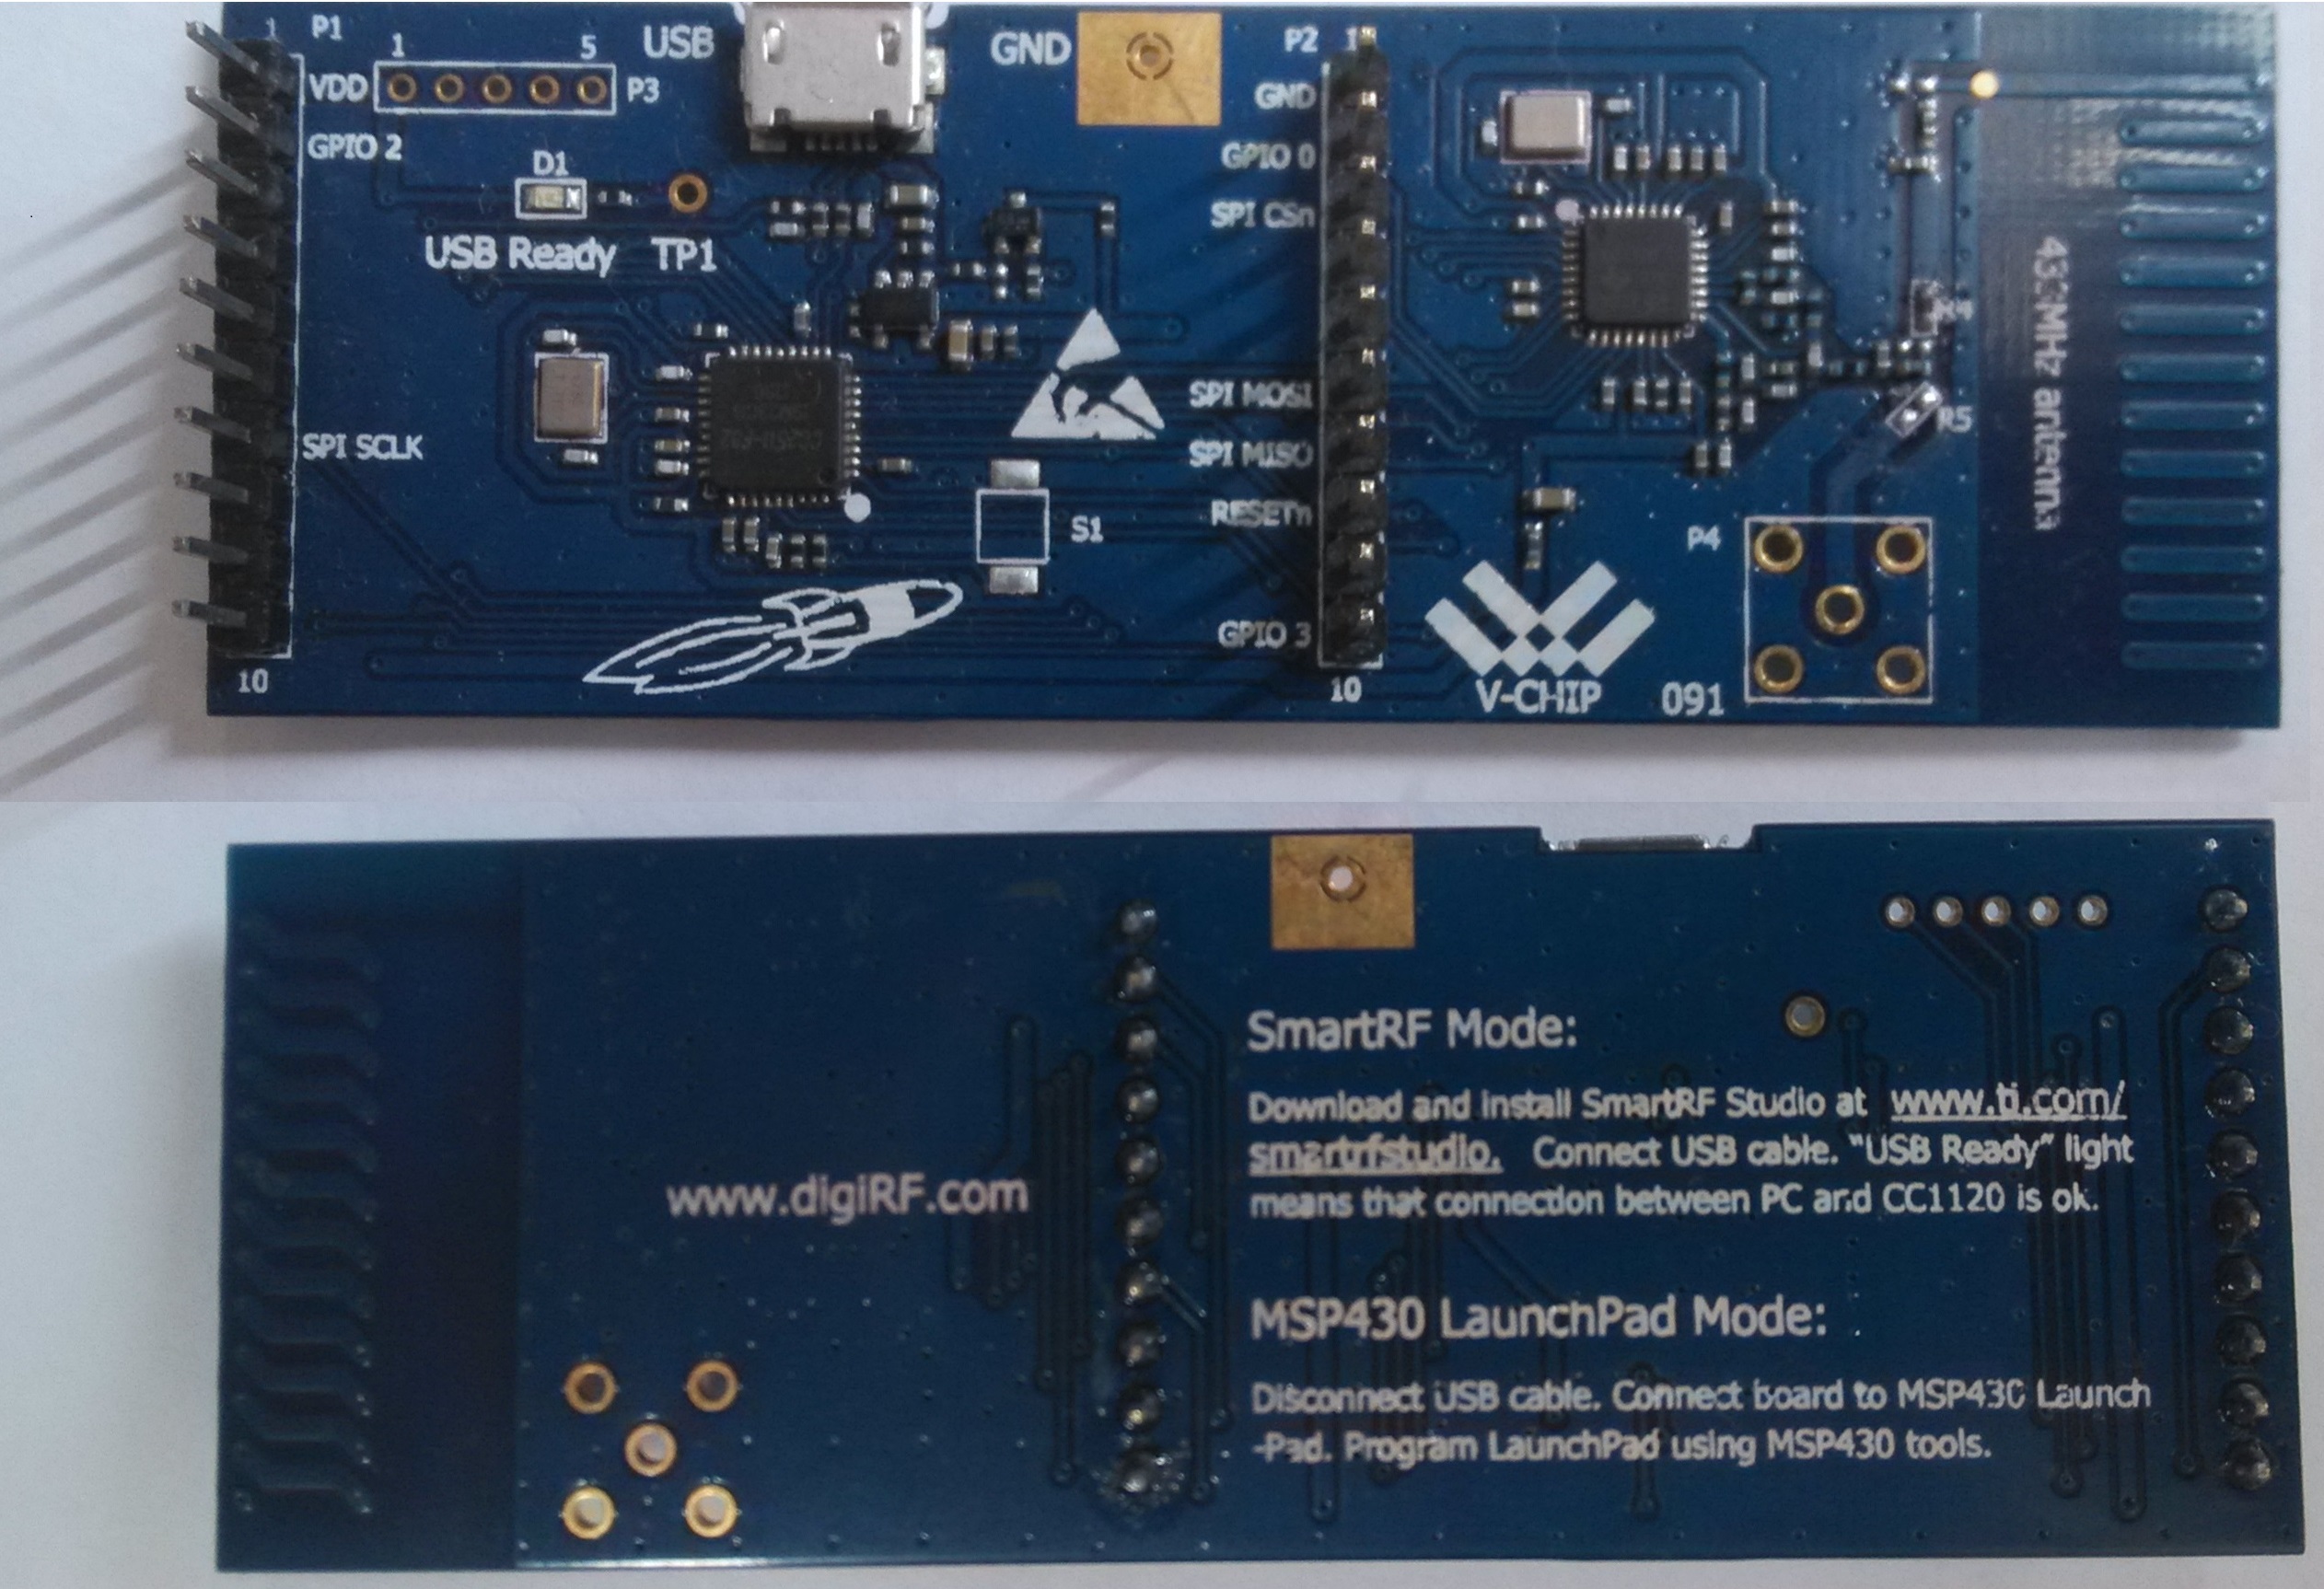 1 P1
1 5
USB
GND
P2 1
VDD
P3
GND
GPIO 2
GPIO 0
D1
SPI CSn
USB Ready TP1
433MHz antenna
SPI MOSI
R5
SPI SCLK
SPI MISO
RESETn
S1
P4
GPIO 3
10
10
V-CHIP
091
SmartRF Mode:
Download and install SmartRF Studio at www.ti.com/
smartrfstudio. Connect USB cable. "USB Ready" light
means that connection between PC and CC1120 is ok.
www.digiRF.com
MSP430 LaunchPad Mode:
Disconnect USB cable. Connect board to MSP430 Launch
-Pad. Program LaunchPad using MSP430 tools.